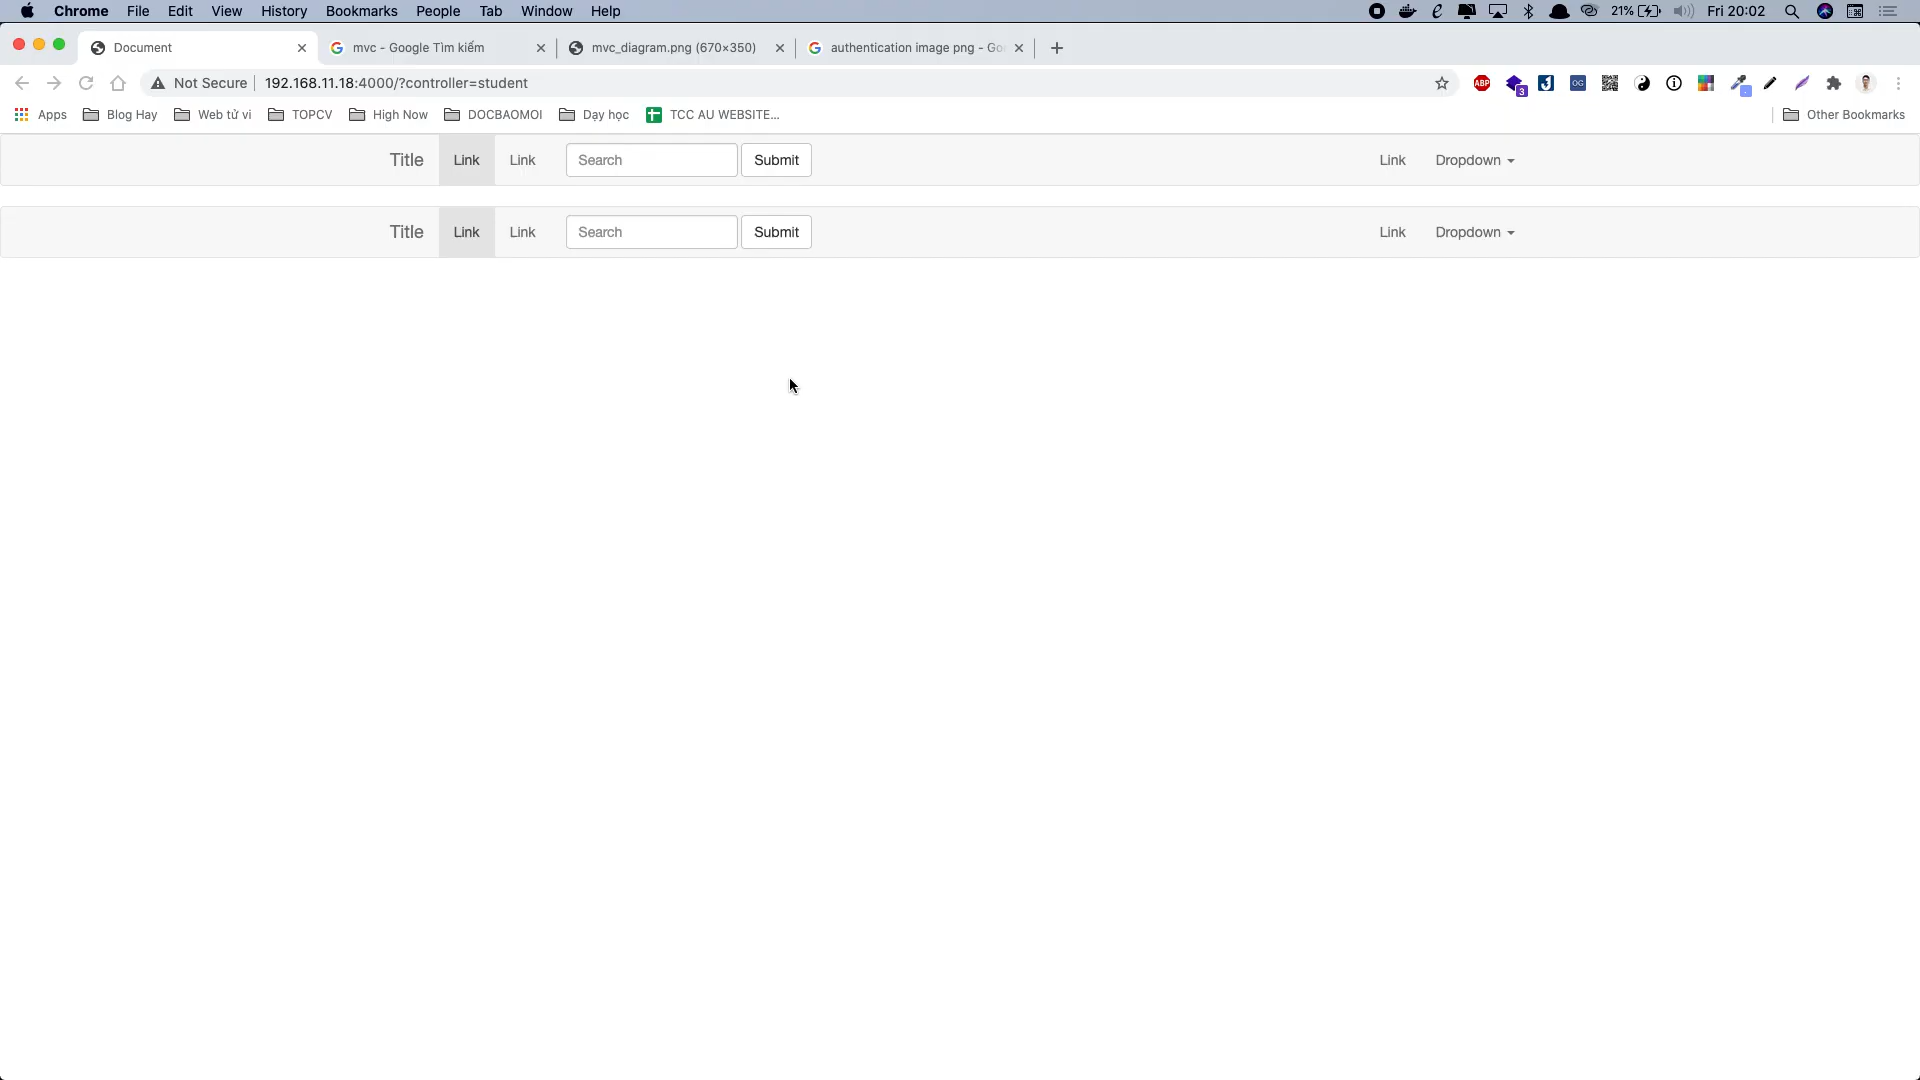 Chrome File Edit View History Bookmarks People Tab Window Help 21% Fri 20:02
Document mvc - Google Tìm kiếm mvc_diagram.png (670×350) authentication image png - Go
Not Secure 192.168.11.18:4000/?controller=student ABP 3 OG
Apps Blog Hay Web tử vi TOPCV High Now DOCBAOMOI Dạy học TCC AU WEBSITE... Other Bookmarks
Title Link Link Search Submit Link Dropdown
Title Link Link Search Submit Link Dropdown